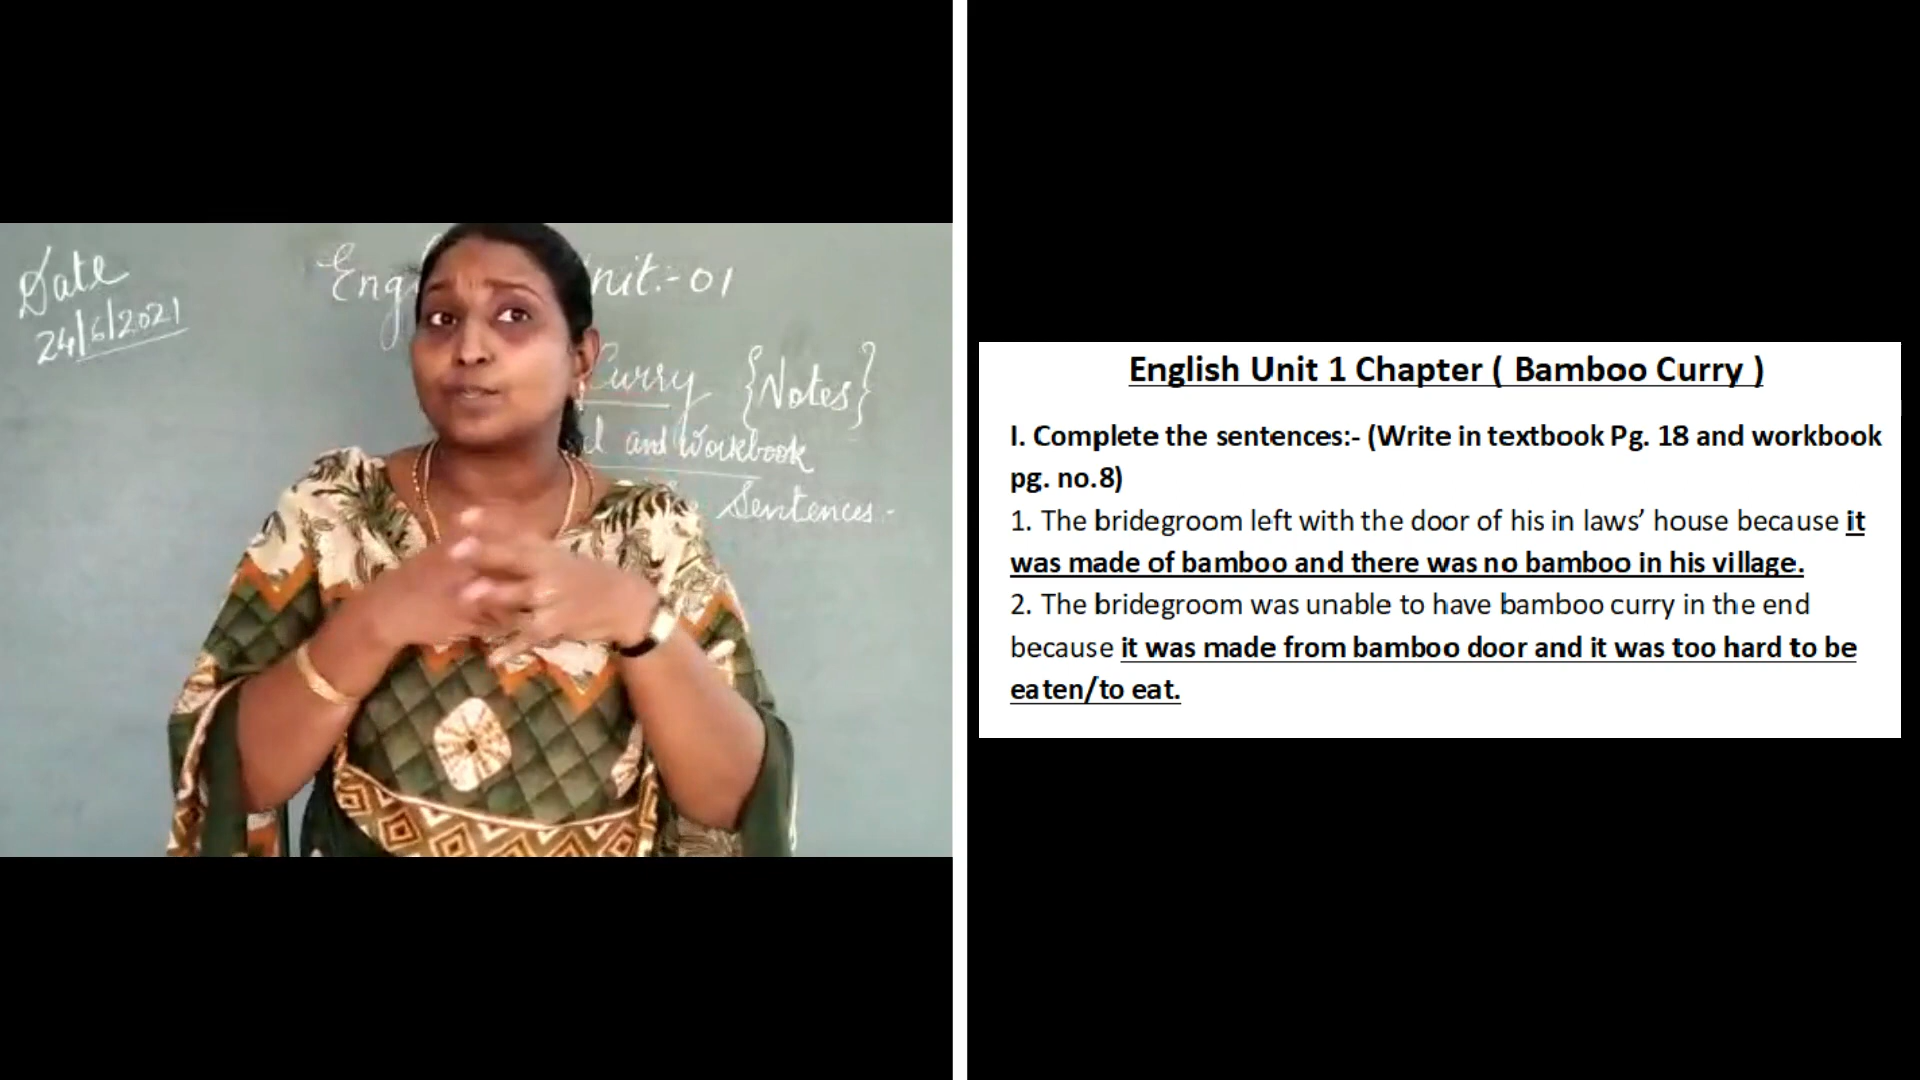 Date
24/6/2021
Eng nit:- 01
Curry {Notes}
and Workbook
Sentences:-
English Unit 1 Chapter ( Bamboo Curry )
I. Complete the sentences:- (Write in textbook Pg. 18 and workbook
pg. no.8)
1. The bridegroom left with the door of his in laws’ house because it
was made of bamboo and there was no bamboo in his village.
2. The bridegroom was unable to have bamboo curry in the end
because it was made from bamboo door and it was too hard to be
eaten/to eat.